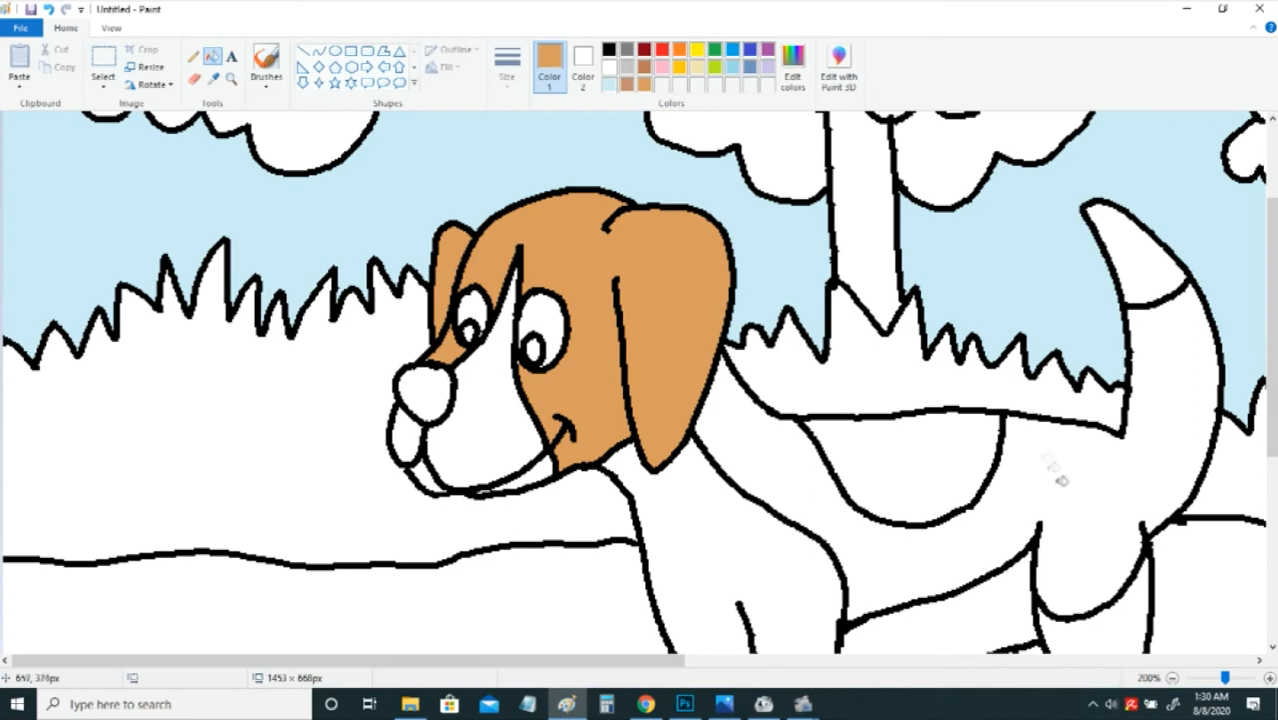 Untitled - Paint
File Home View
Paste Cut Copy
Select Crop Resize Rotate
Brushes
Outline Fill
Size
Color 1
Color 2
Edit colors
Edit with Paint 3D
Clipboard Image Tools Shapes Colors
1453 × 668px
200%
Type here to search
1:30 AM
8/8/2020